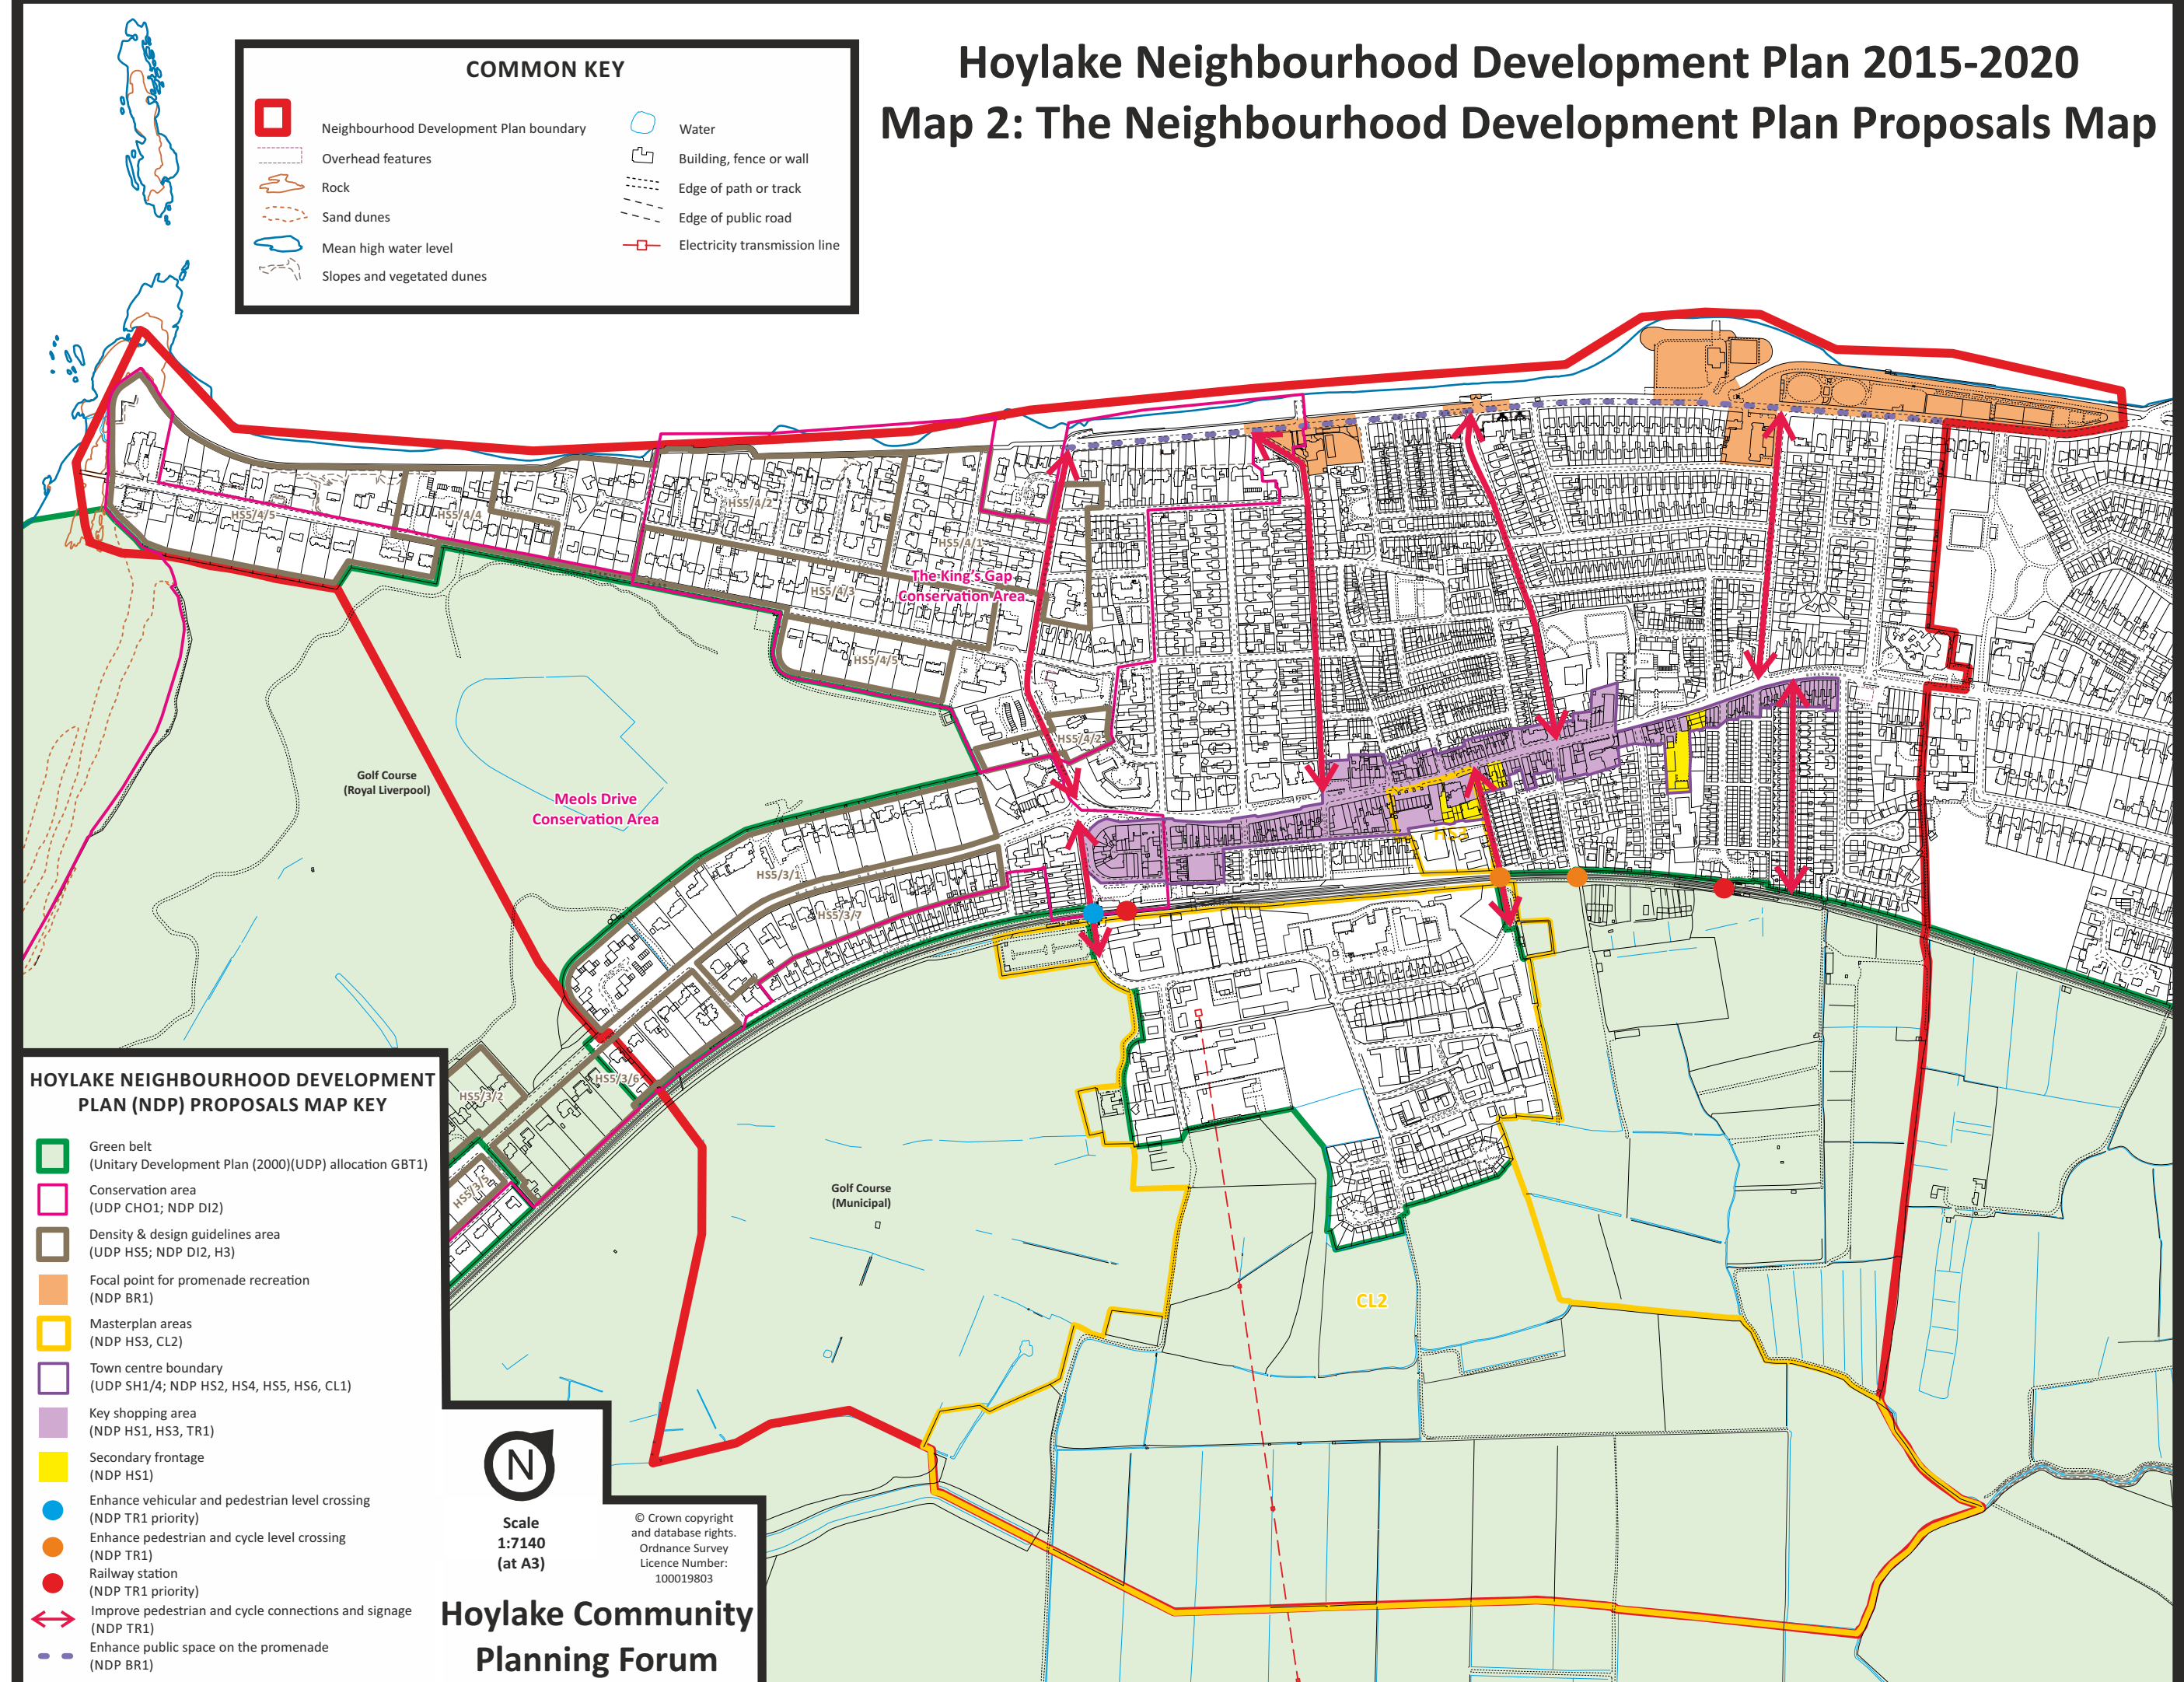 Hoylake Neighbourhood Development Plan 2015-2020
Map 2: The Neighbourhood Development Plan Proposals Map
COMMON KEY
Neighbourhood Development Plan boundary
Overhead features
Rock
Sand dunes
Mean high water level
Slopes and vegetated dunes
Water
Building, fence or wall
Edge of path or track
Edge of public road
Electricity transmission line
HS5/4/5
HS5/4/4
HS5/4/2
HS5/4/1
HS5/4/3
The King's Gap
Conservation Area
HS5/4/5
HS5/4/2
Golf Course
(Royal Liverpool)
Meols Drive
Conservation Area
HS3
HS5/3/1
HS5/3/7
HS5/3/6
HS5/3/2
HS5/3/5
Golf Course
(Municipal)
CL2
HOYLAKE NEIGHBOURHOOD DEVELOPMENT
PLAN (NDP) PROPOSALS MAP KEY
Green belt
(Unitary Development Plan (2000)(UDP) allocation GBT1)
Conservation area
(UDP CHO1; NDP DI2)
Density & design guidelines area
(UDP HS5; NDP DI2, H3)
Focal point for promenade recreation
(NDP BR1)
Masterplan areas
(NDP HS3, CL2)
Town centre boundary
(UDP SH1/4; NDP HS2, HS4, HS5, HS6, CL1)
Key shopping area
(NDP HS1, HS3, TR1)
Secondary frontage
(NDP HS1)
Enhance vehicular and pedestrian level crossing
(NDP TR1 priority)
Enhance pedestrian and cycle level crossing
(NDP TR1)
Railway station
(NDP TR1 priority)
Improve pedestrian and cycle connections and signage
(NDP TR1)
Enhance public space on the promenade
(NDP BR1)
N
Scale
1:7140
(at A3)
© Crown copyright
and database rights.
Ordnance Survey
Licence Number:
100019803
Hoylake Community
Planning Forum